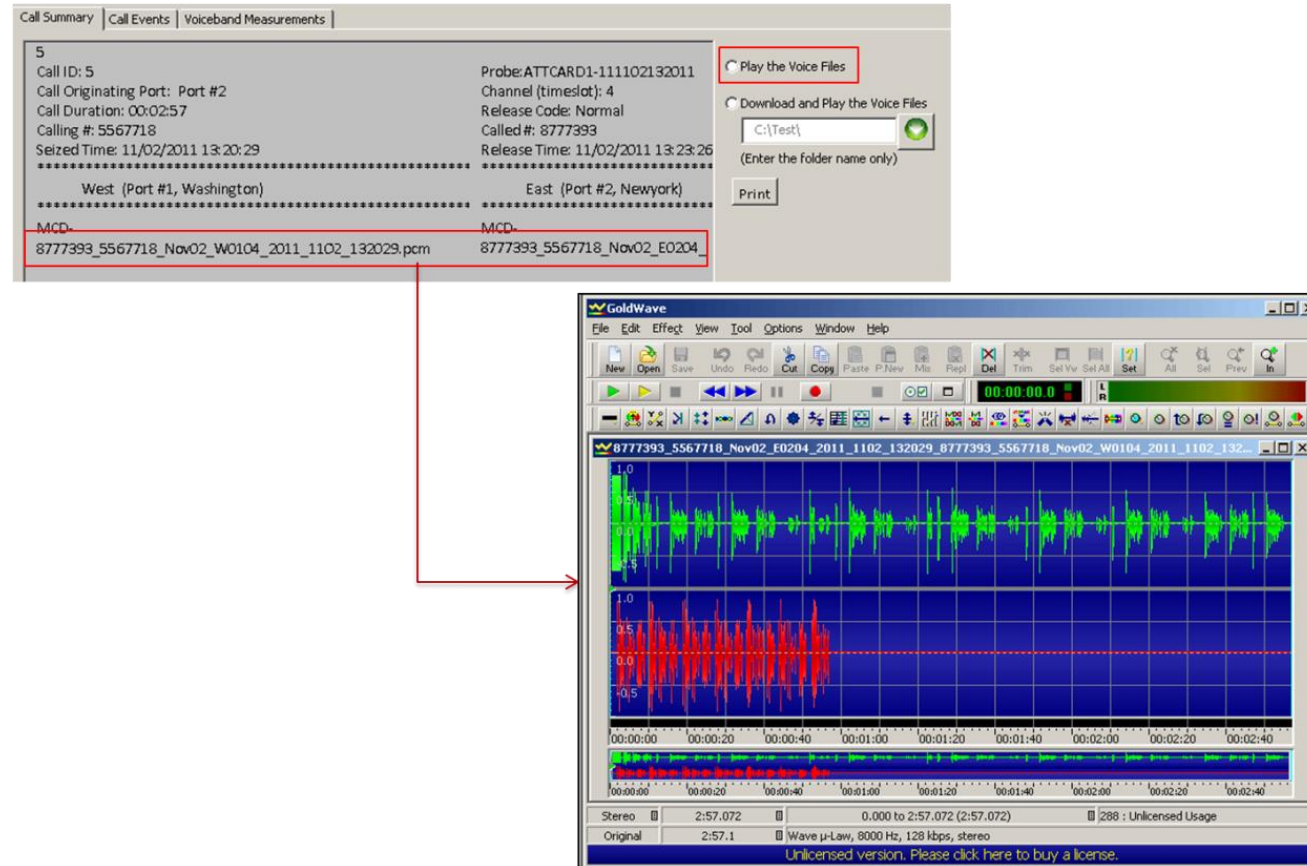 Call Summary Call Events Voiceband Measurements
5
Call ID: 5
Call Originating Port: Port #2
Call Duration: 00:02:57
Calling #: 5567718
Seized Time: 11/02/2011 13:20:29
****************************************************
West (Port #1, Washington)
****************************************************
MCD-
8777393_5567718_Nov02_W0104_2011_1102_132029.pcm
Probe:ATTCARD1-111102132011
Channel (timeslot): 4
Release Code: Normal
Called #: 8777393
Release Time: 11/02/2011 13:23:26
****************************
East (Port #2, Newyork)
****************************
MCD-
8777393_5567718_Nov02_E0204_
Play the Voice Files
Download and Play the Voice Files
C:\Test\
(Enter the folder name only)
Print
GoldWave
File Edit Effect View Tool Options Window Help
New Open Save Undo Redo Cut Copy Paste P.New Mix Repl Del Trim Sel Vw Sel All Set All Sel Prev In
00:00:00.0 L
R
8777393_5567718_Nov02_E0204_2011_1102_132029_8777393_5567718_Nov02_W0104_2011_1102_132...
1.0
0.5
0.0
-0.5
1.0
0.5
0.0
-0.5
00:00:00 00:00:20 00:00:40 00:01:00 00:01:20 00:01:40 00:02:00 00:02:20 00:02:40
00:00:00 00:00:20 00:00:40 00:01:00 00:01:20 00:01:40 00:02:00 00:02:20 00:02:40
Stereo 2:57.072 0.000 to 2:57.072 (2:57.072) 288 : Unlicensed Usage
Original 2:57.1 Wave µ-Law, 8000 Hz, 128 kbps, stereo
Unlicensed version. Please click here to buy a license.